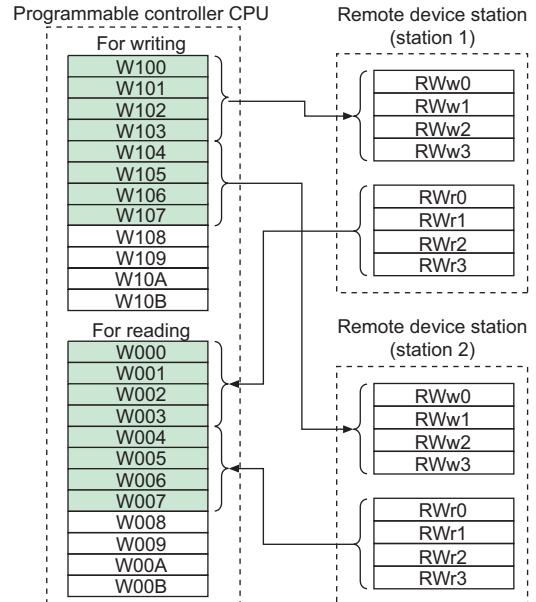 Programmable controller CPU
For writing
W100
W101
W102
W103
W104
W105
W106
W107
W108
W109
W10A
W10B
For reading
W000
W001
W002
W003
W004
W005
W006
W007
W008
W009
W00A
W00B
Remote device station
(station 1)
RWw0
RWw1
RWw2
RWw3
RWr0
RWr1
RWr2
RWr3
Remote device station
(station 2)
RWw0
RWw1
RWw2
RWw3
RWr0
RWr1
RWr2
RWr3